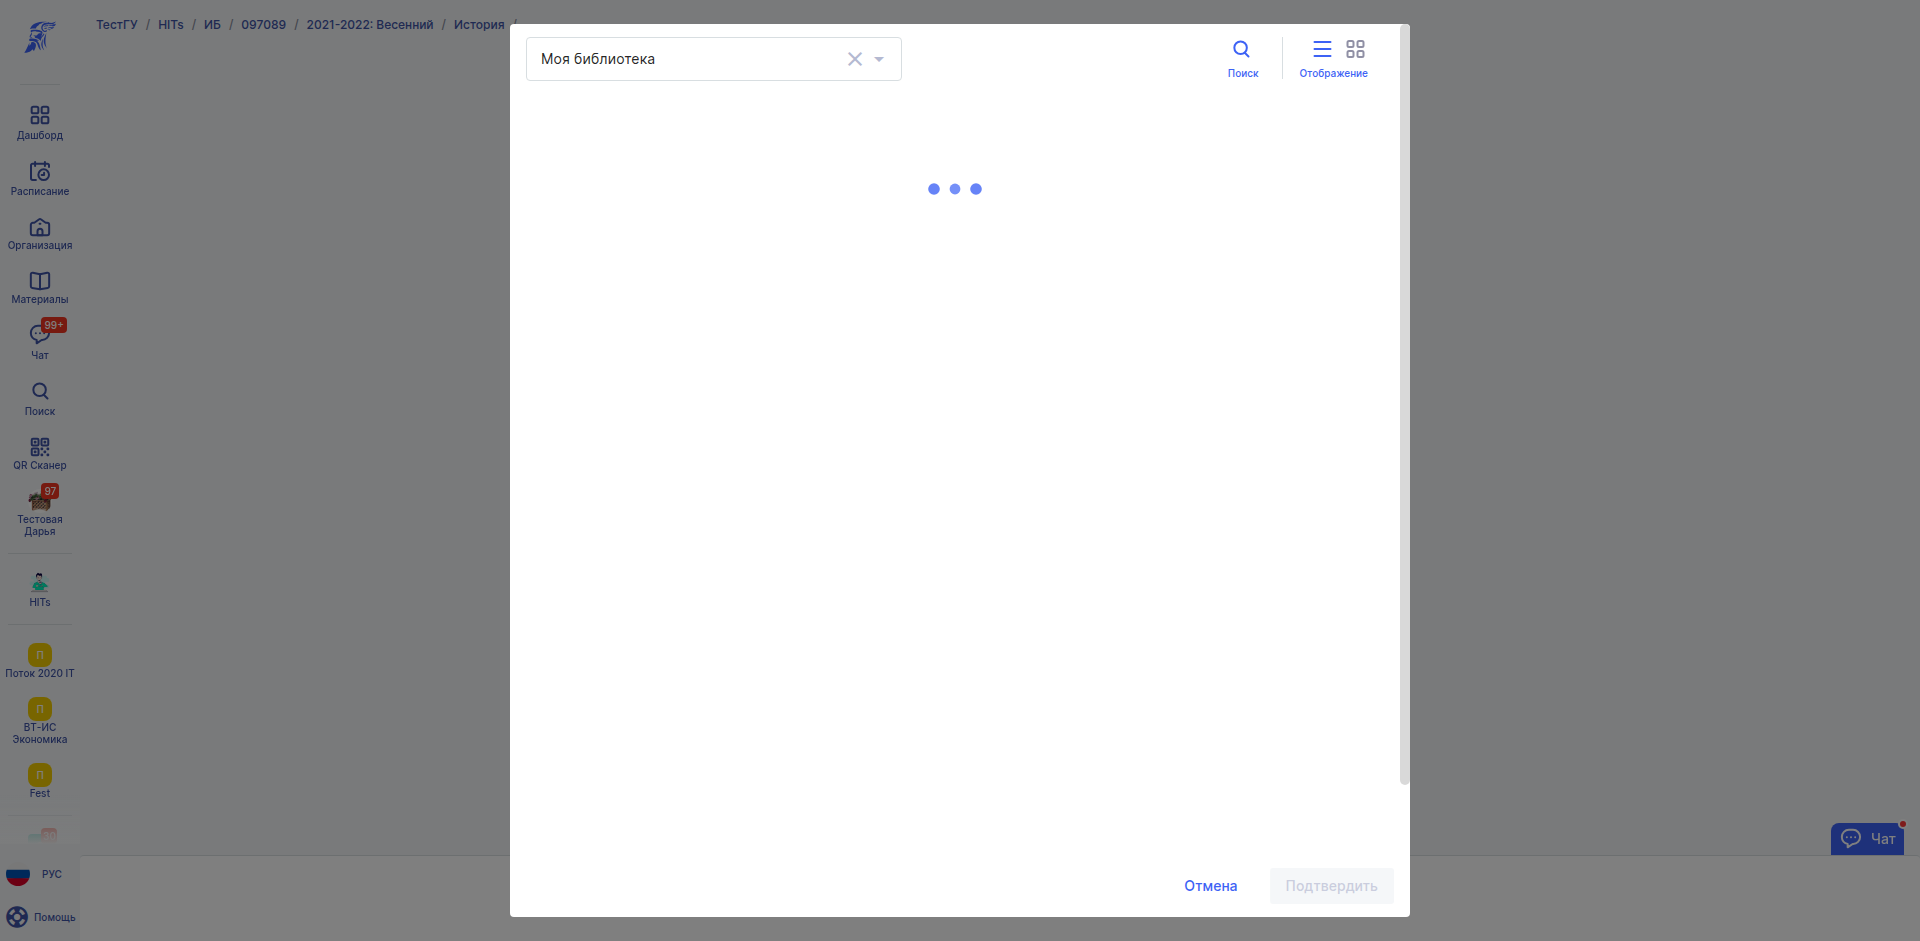 ТестГУ / HITs / ИБ / 097089 / 2021-2022: Весенний / История /
Дашборд
Расписание
Организация
Материалы
99+
Чат
Поиск
QR Сканер
97
Тестовая
Дарья
HITs
П
Поток 2020 IT
П
ВТ-ИС
Экономика
П
Fest
30
РУС
Помощь
Моя библиотека
Поиск
Отображение
Отмена
Подтвердить
Чат